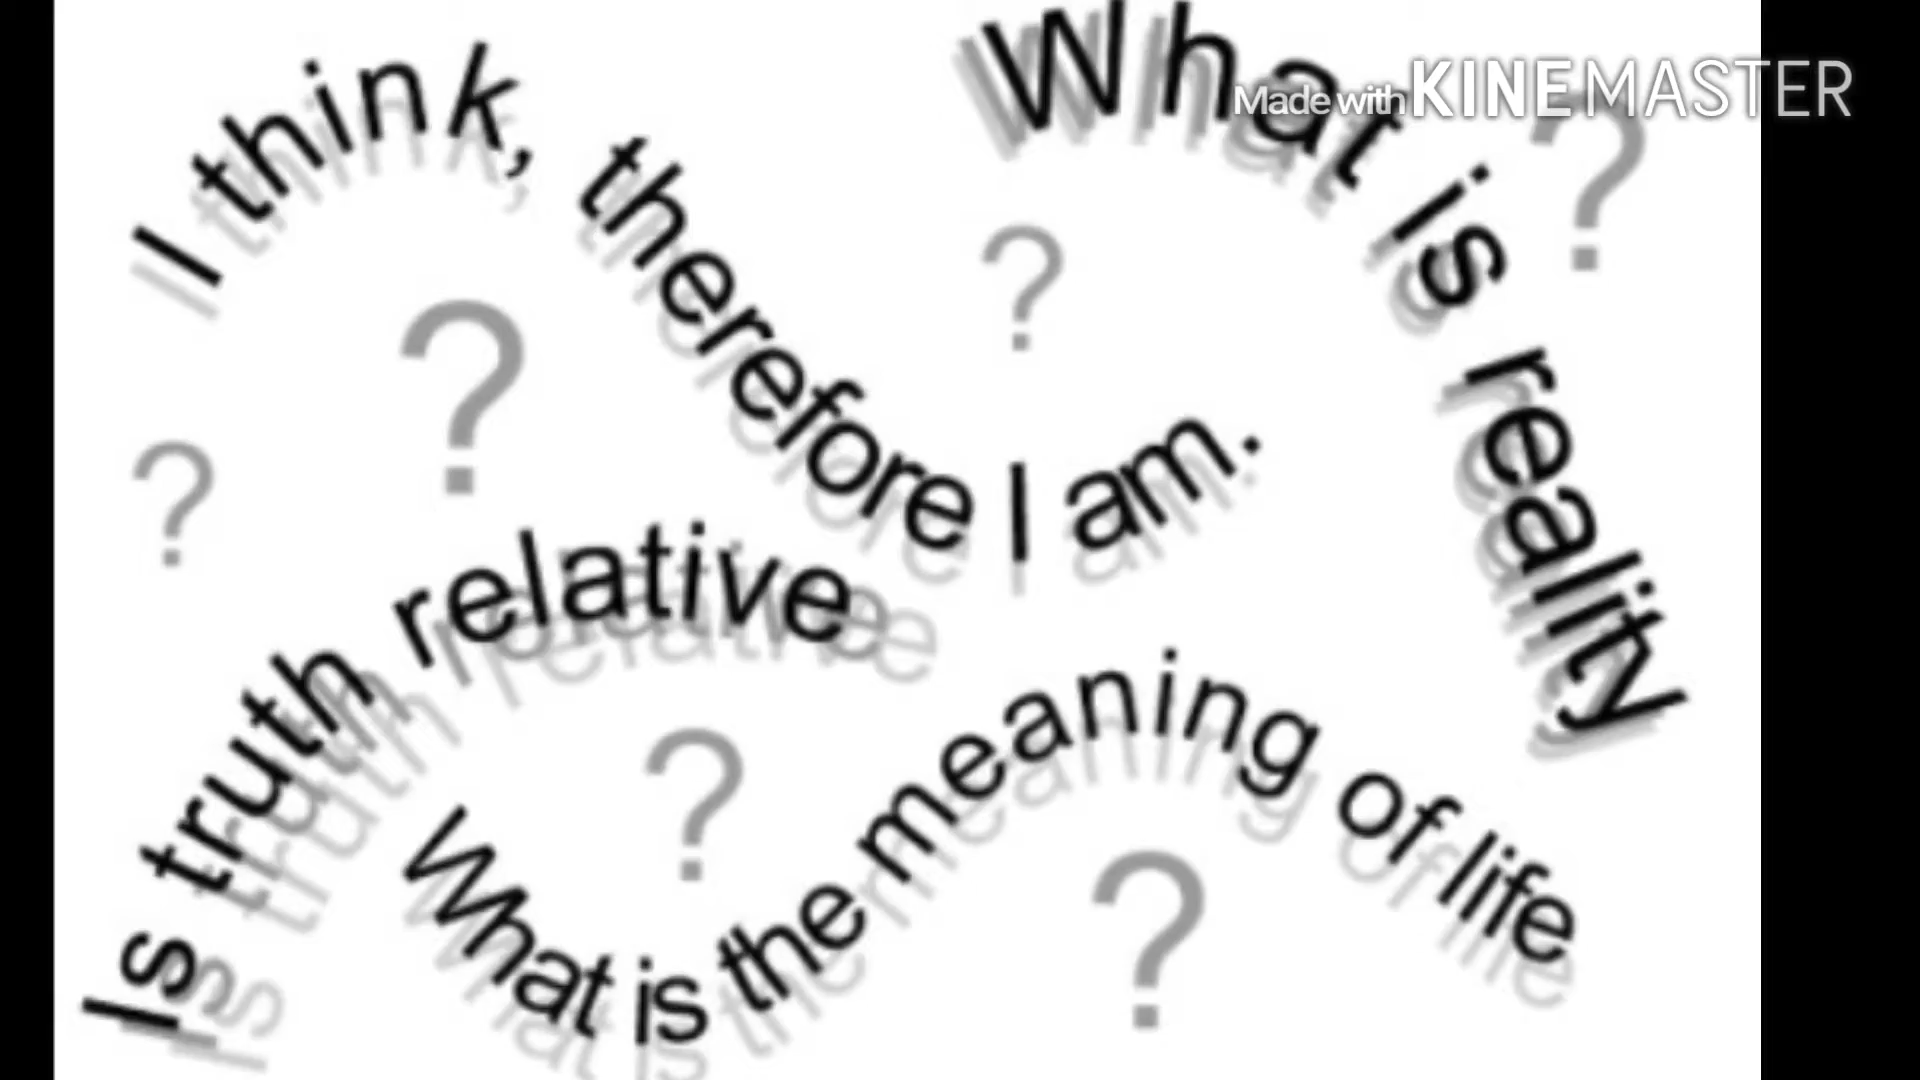 I think, therefore I am.
What is reality
Made with KINEMASTER
?
?
?
?
Is truth relative
What is the meaning of life
?
?